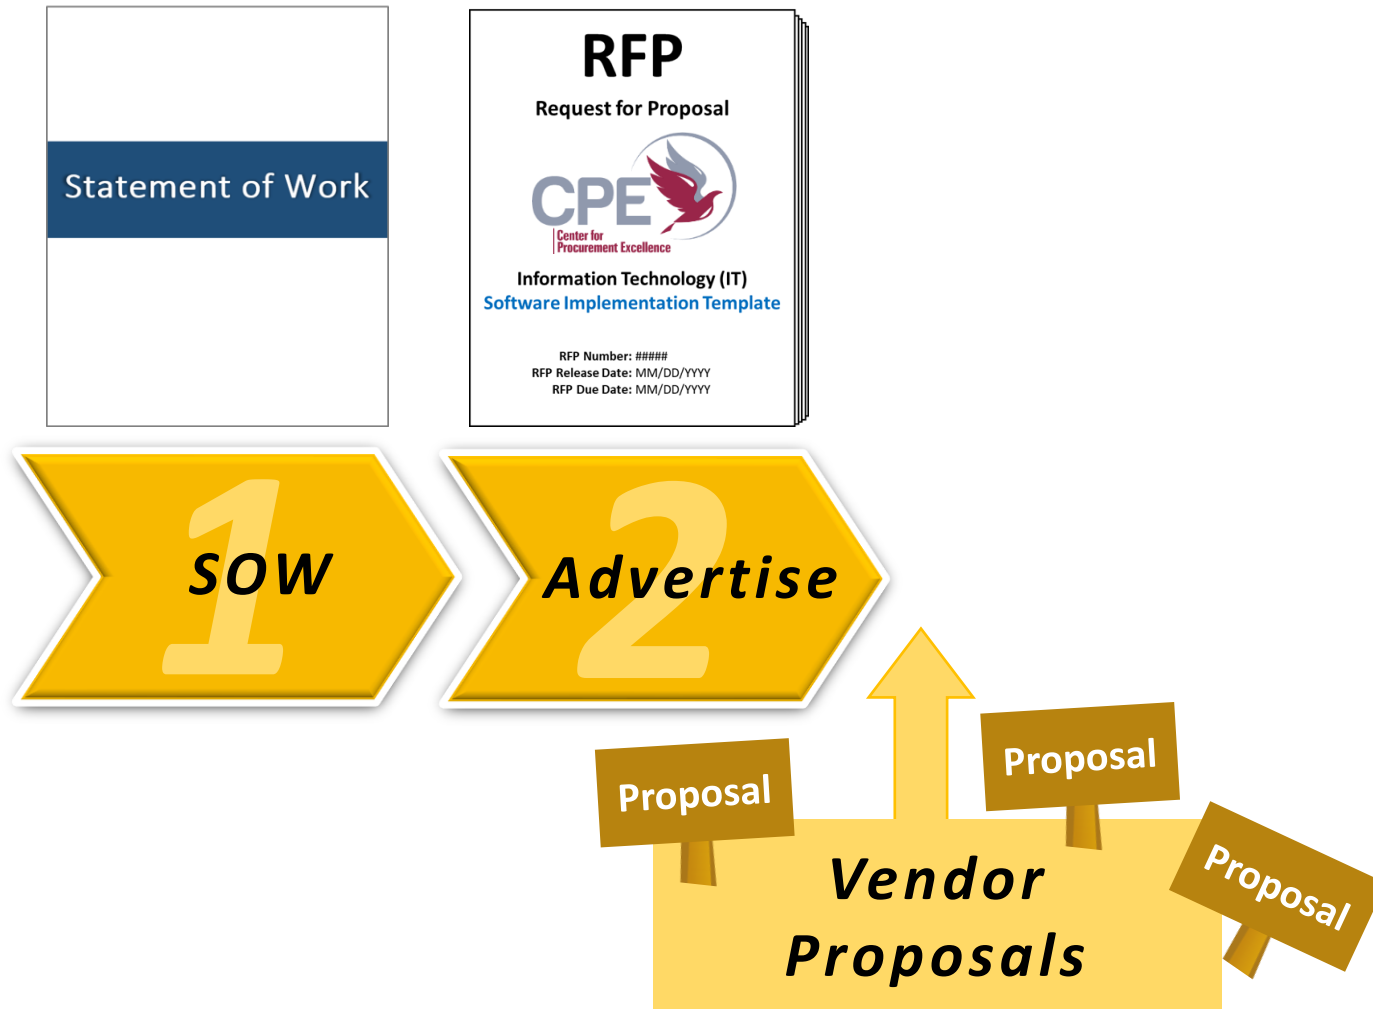 Statement of Work
RFP
Request for Proposal
CPE
Center for
Procurement Excellence
Information Technology (IT)
Software Implementation Template
RFP Number: #####
RFP Release Date: MM/DD/YYYY
RFP Due Date: MM/DD/YYYY
1
SOW
2
Advertise
Proposal
Proposal
Proposal
Vendor
Proposals